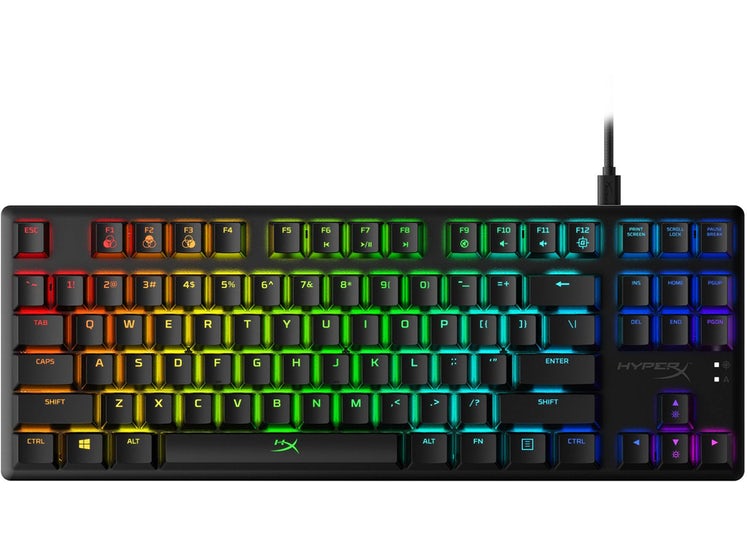 ESC F1 F2 F3 F4 F5 F6 F7 F8 F9 F10 F11 F12 PRINT SCREEN SCROLL LOCK PAUSE BREAK
`~ 1! 2@ 3# 4$ 5% 6^ 7& 8* 9( 0) -_ =+ INS HOME PGUP
TAB Q W E R T Y U I O P [{ ]} \| DEL END PGDN
CAPS A S D F G H J K L ;: '" ENTER HYPERX A
SHIFT Z X C V B N M ,< .> /? SHIFT
CTRL ALT HX ALT FN CTRL